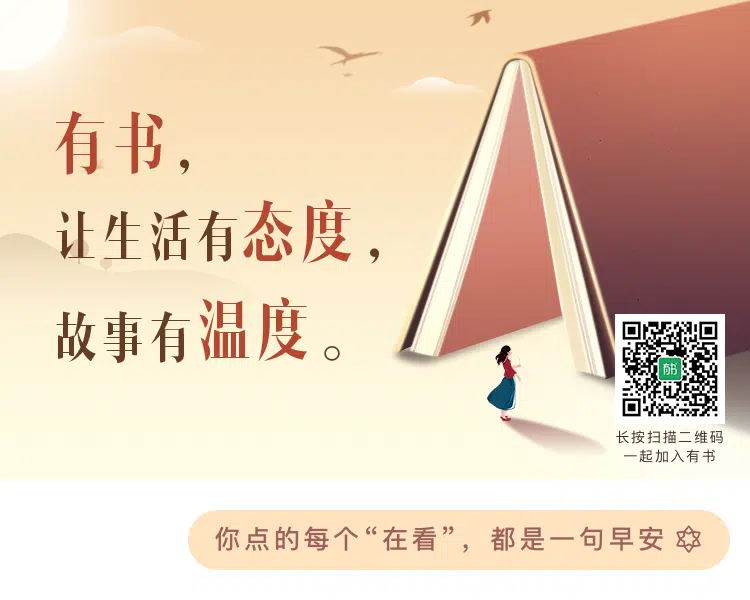 有书，
让生活有态度，
故事有温度。
有书
长按扫描二维码
一起加入有书
你点的每个“在看”，都是一句早安